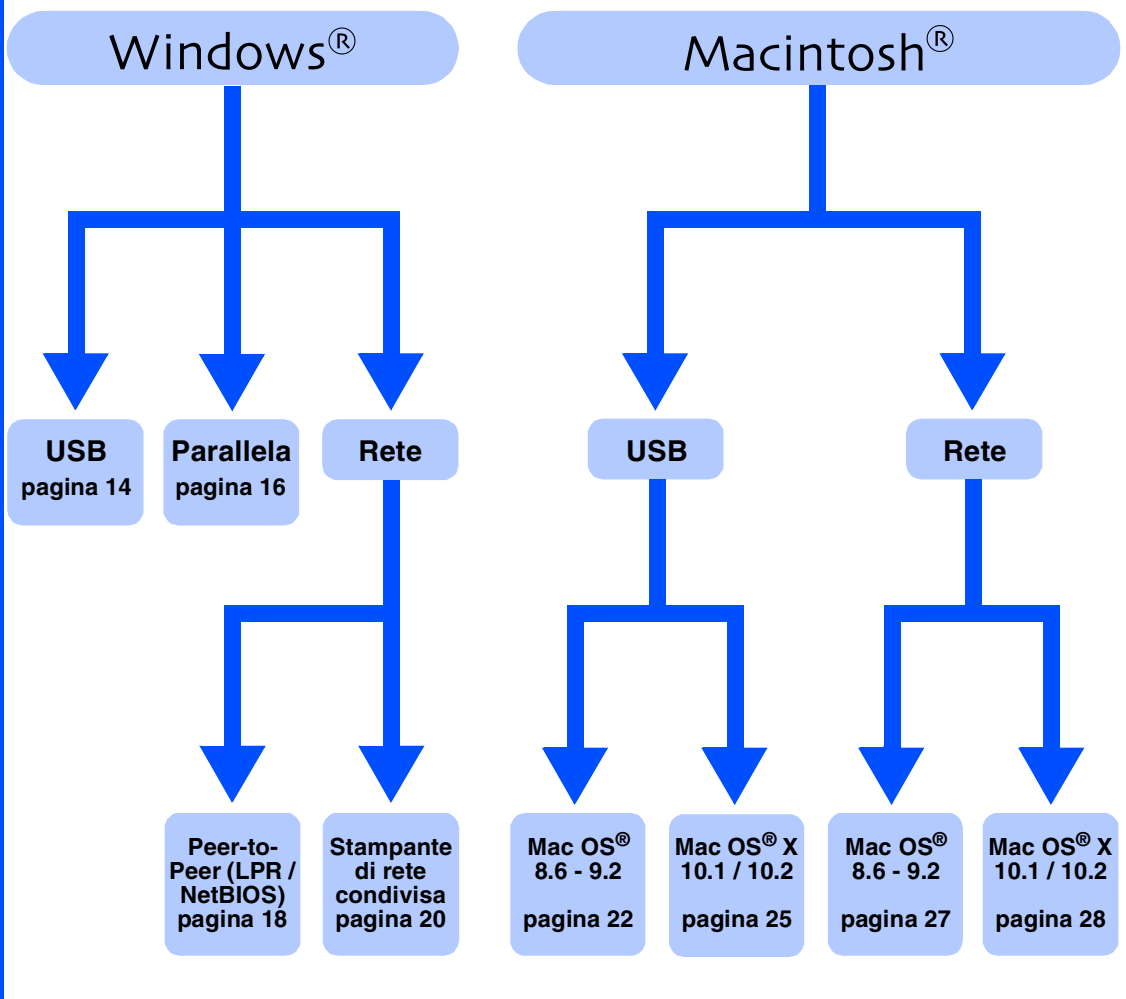 Windows®
Macintosh®
USB
pagina 14
Parallela
pagina 16
Rete
USB
Rete
Peer-to-
Peer (LPR /
NetBIOS)
pagina 18
Stampante
di rete
condivisa
pagina 20
Mac OS®
8.6 - 9.2
pagina 22
Mac OS® X
10.1 / 10.2
pagina 25
Mac OS®
8.6 - 9.2
pagina 27
Mac OS® X
10.1 / 10.2
pagina 28